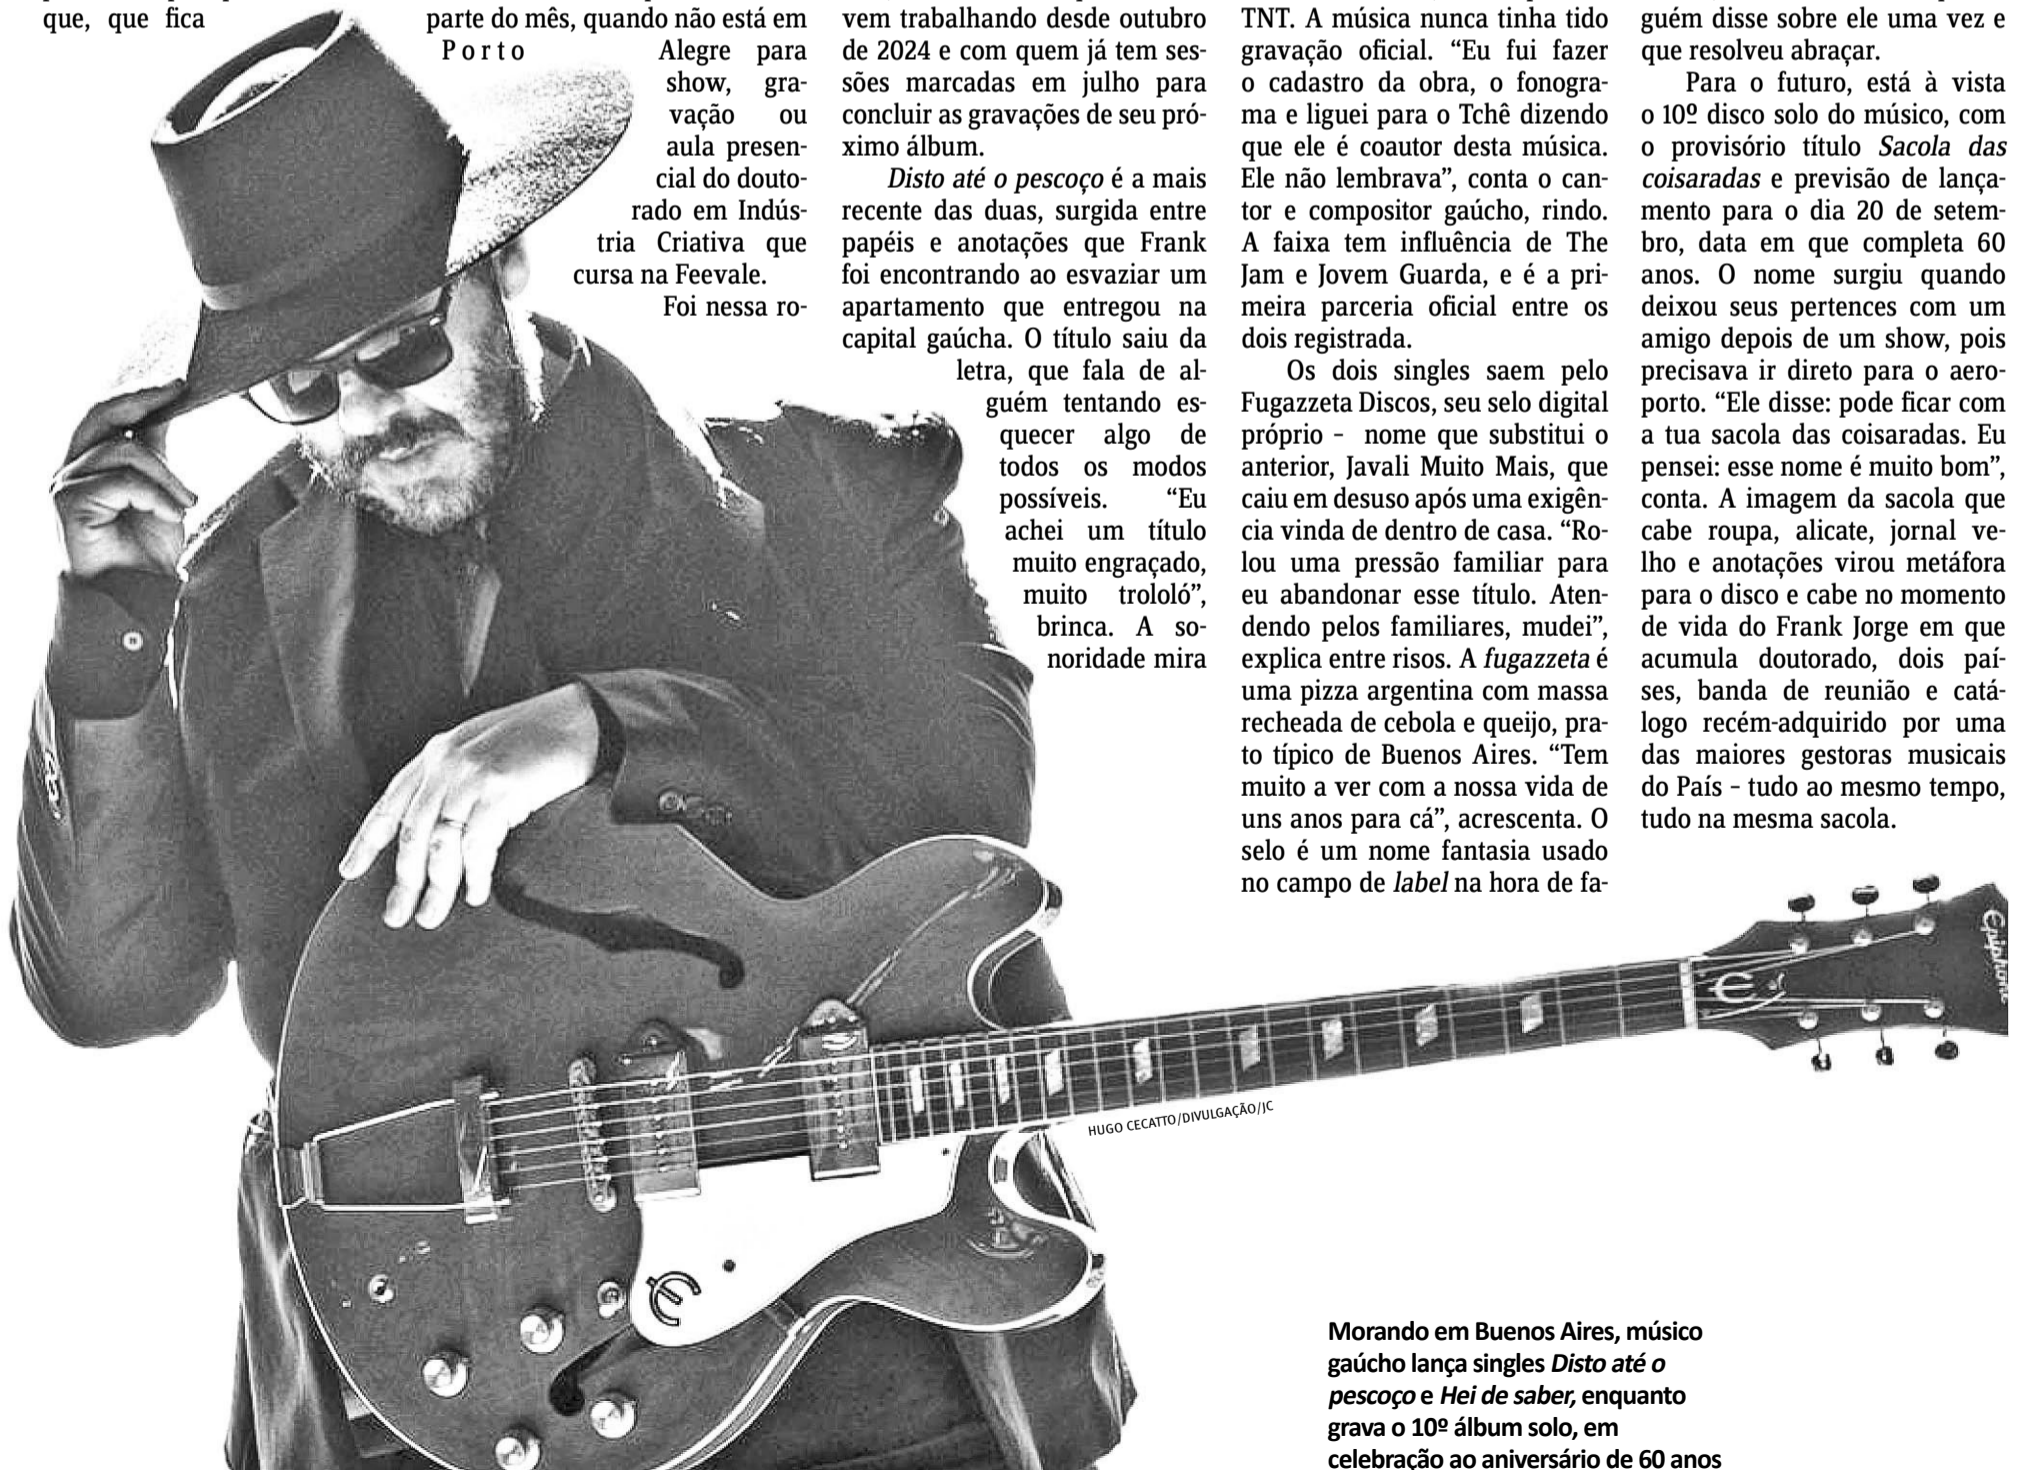 que, que fica
parte do mês, quando não está em
Porto Alegre para
show, gra-
vação ou
aula presen-
cial do douto-
rado em Indús-
tria Criativa que
cursa na Feevale.
Foi nessa ro-
vem trabalhando desde outubro
de 2024 e com quem já tem ses-
sões marcadas em julho para
concluir as gravações de seu pró-
ximo álbum.
Disto até o pescoço é a mais
recente das duas, surgida entre
papéis e anotações que Frank
foi encontrando ao esvaziar um
apartamento que entregou na
capital gaúcha. O título saiu da
letra, que fala de al-
guém tentando es-
quecer algo de
todos os modos
possíveis. “Eu
achei um título
muito engraçado,
muito trololó”,
brinca. A so-
noridade mira
TNT. A música nunca tinha tido
gravação oficial. “Eu fui fazer
o cadastro da obra, o fonogra-
ma e liguei para o Tchê dizendo
que ele é coautor desta música.
Ele não lembrava”, conta o can-
tor e compositor gaúcho, rindo.
A faixa tem influência de The
Jam e Jovem Guarda, e é a pri-
meira parceria oficial entre os
dois registrada.
Os dois singles saem pelo
Fugazzeta Discos, seu selo digital
próprio - nome que substitui o
anterior, Javali Muito Mais, que
caiu em desuso após uma exigên-
cia vinda de dentro de casa. “Ro-
lou uma pressão familiar para
eu abandonar esse título. Aten-
dendo pelos familiares, mudei”,
explica entre risos. A fugazzeta é
uma pizza argentina com massa
recheada de cebola e queijo, pra-
to típico de Buenos Aires. “Tem
muito a ver com a nossa vida de
uns anos para cá”, acrescenta. O
selo é um nome fantasia usado
no campo de label na hora de fa-
guém disse sobre ele uma vez e
que resolveu abraçar.
Para o futuro, está à vista
o 10º disco solo do músico, com
o provisório título Sacola das
coisaradas e previsão de lança-
mento para o dia 20 de setem-
bro, data em que completa 60
anos. O nome surgiu quando
deixou seus pertences com um
amigo depois de um show, pois
precisava ir direto para o aero-
porto. “Ele disse: pode ficar com
a tua sacola das coisaradas. Eu
pensei: esse nome é muito bom”,
conta. A imagem da sacola que
cabe roupa, alicate, jornal ve-
lho e anotações virou metáfora
para o disco e cabe no momento
de vida do Frank Jorge em que
acumula doutorado, dois paí-
ses, banda de reunião e catá-
logo recém-adquirido por uma
das maiores gestoras musicais
do País - tudo ao mesmo tempo,
tudo na mesma sacola.
Epiphone
HUGO CECATTO/DIVULGAÇÃO/JC
Morando em Buenos Aires, músico
gaúcho lança singles Disto até o
pescoço e Hei de saber, enquanto
grava o 10º álbum solo, em
celebração ao aniversário de 60 anos